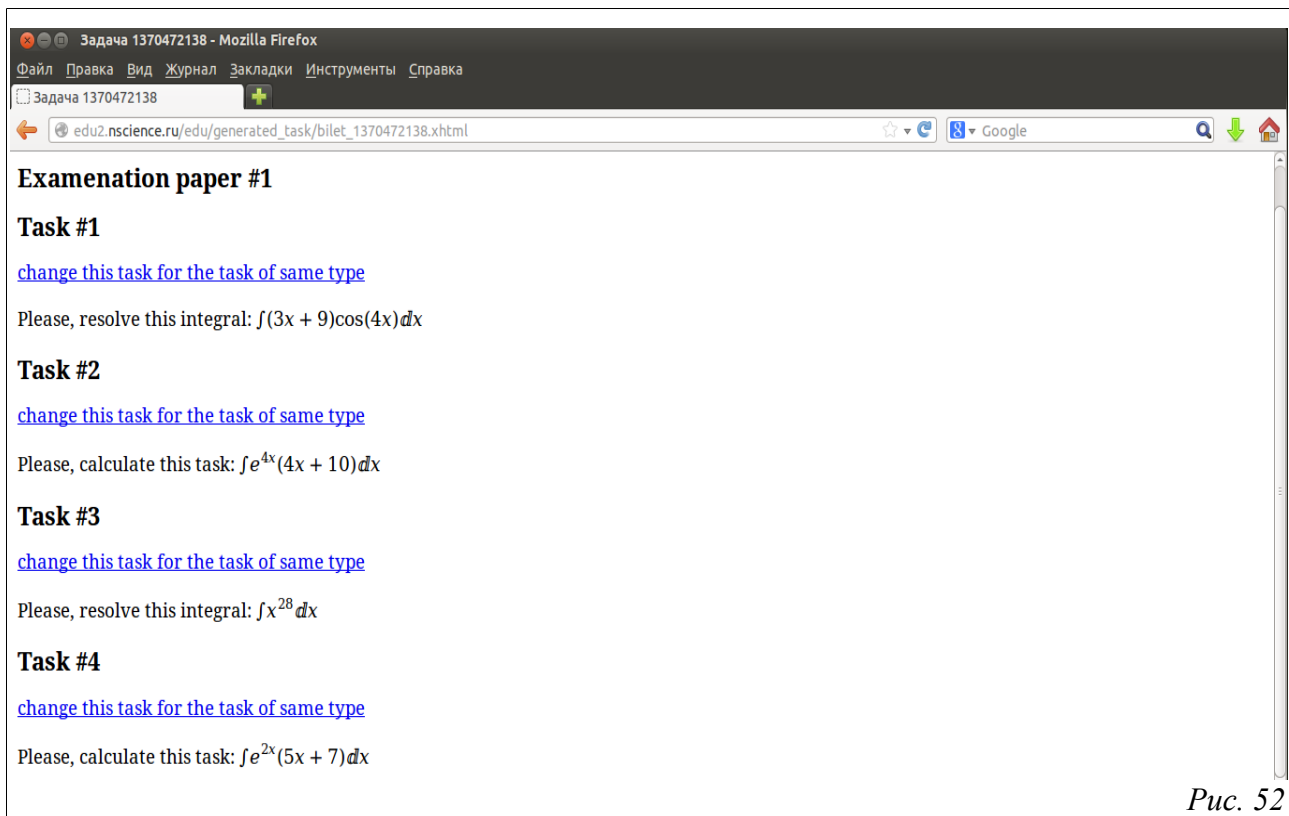 Задача 1370472138 - Mozilla Firefox
Файл Правка Вид Журнал Закладки Инструменты Справка
Задача 1370472138
edu2.nscience.ru/edu/generated_task/bilet_1370472138.xhtml
Google
Examenation paper #1
Task #1
change this task for the task of same type
Please, resolve this integral: ∫(3x + 9)cos(4x)ⅆx
Task #2
change this task for the task of same type
Please, calculate this task: ∫e^{4x}(4x + 10)ⅆx
Task #3
change this task for the task of same type
Please, resolve this integral: ∫x^{28}ⅆx
Task #4
change this task for the task of same type
Please, calculate this task: ∫e^{2x}(5x + 7)ⅆx
Рис. 52